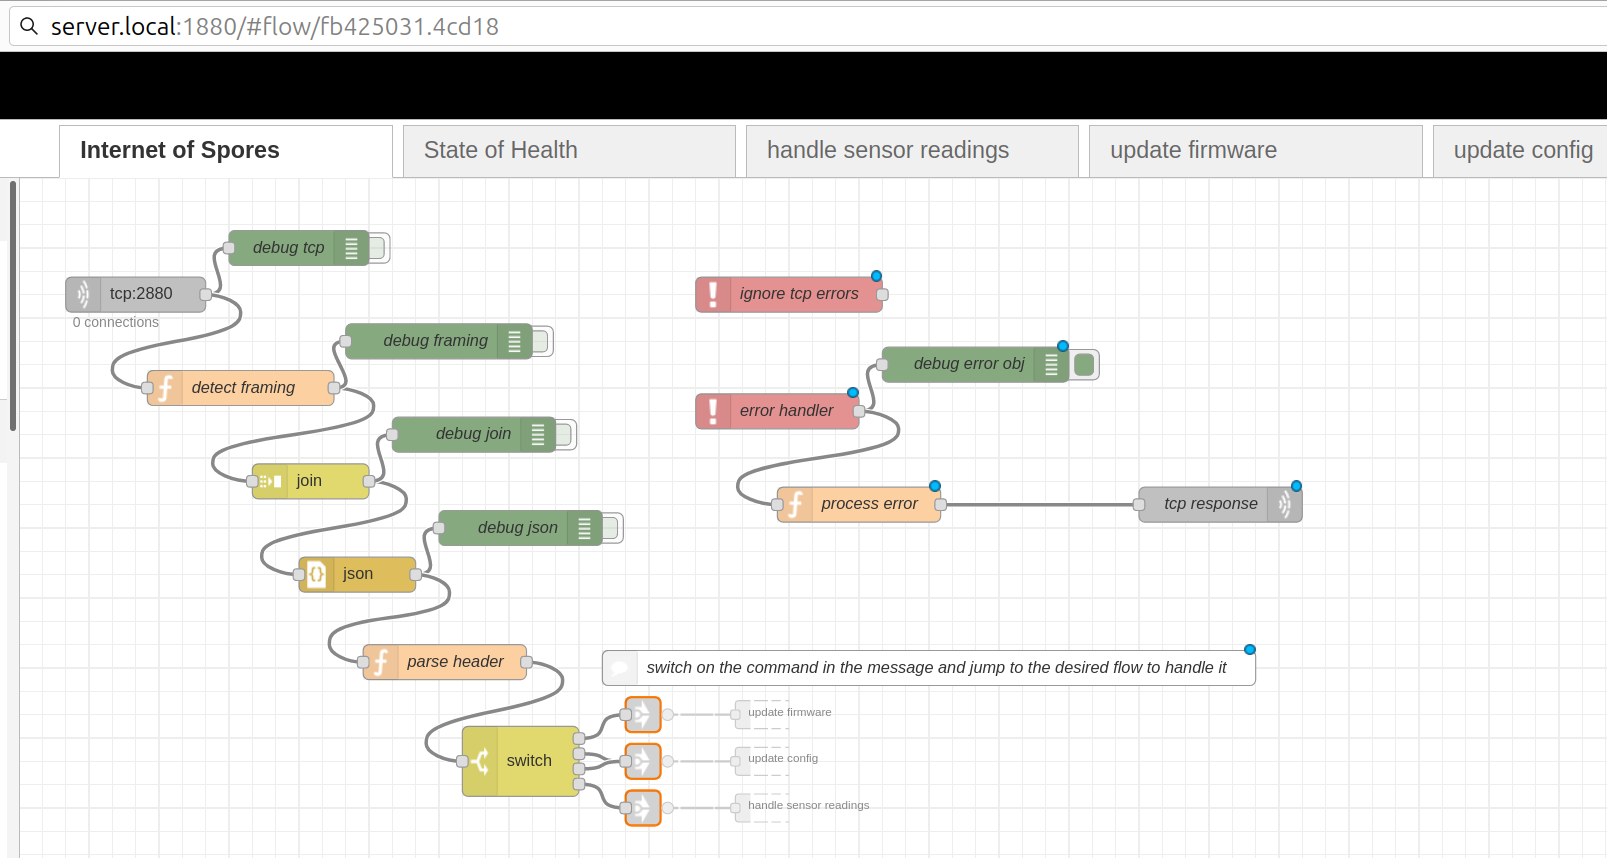 server.local:1880/#flow/fb425031.4cd18
Internet of Spores
State of Health
handle sensor readings
update firmware
update config
debug tcp
tcp:2880
0 connections
debug framing
detect framing
debug join
join
debug json
json
parse header
switch
ignore tcp errors
debug error obj
error handler
process error
tcp response
switch on the command in the message and jump to the desired flow to handle it
update firmware
update config
handle sensor readings